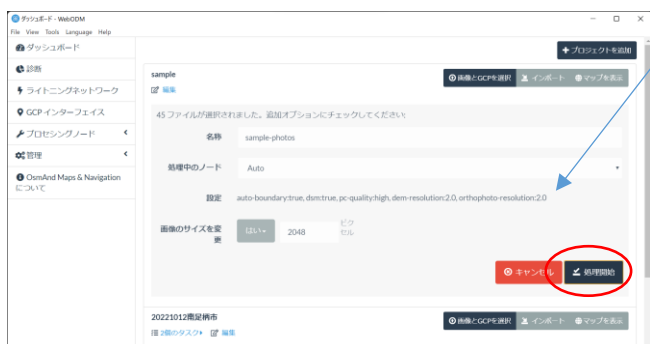 ダッシュボード - WebODM
File View Tools Language Help
ダッシュボード
プロジェクトを追加
診断
ライトニングネットワーク
GCP インターフェイス
プロセシングノード
管理
OsmAnd Maps & Navigation
について
sample
画像とGCPを選択 インポート マップを表示
編集
45 ファイルが選択されました。追加オプションにチェックしてください:
名称 sample-photos
処理中のノード Auto
設定 auto-boundary:true, dsm:true, pc-quality:high, dem-resolution:2.0, orthophoto-resolution:2.0
画像のサイズを変
更
はい 2048 ピク
セル
キャンセル 処理開始
20221012南足柄市
画像とGCPを選択 インポート マップを表示
2個のタスク 編集